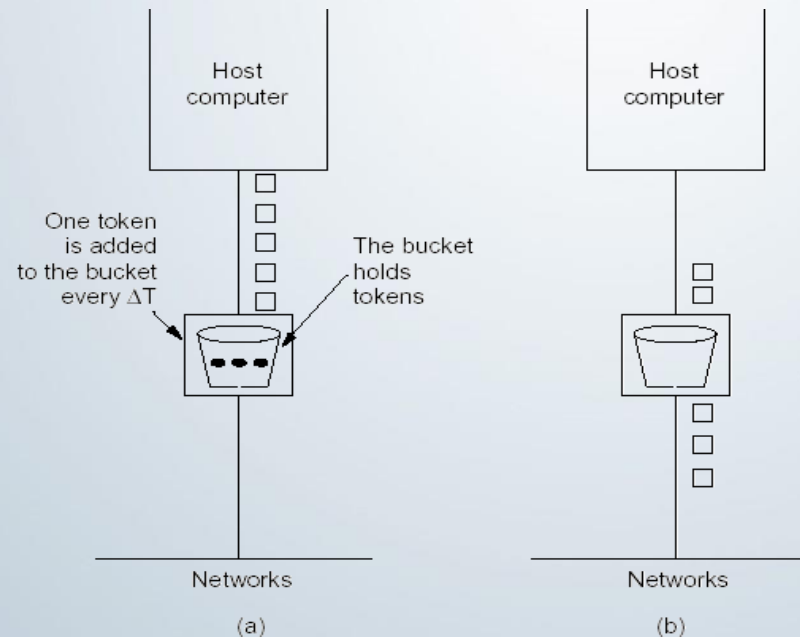 Host
computer
One token
is added
to the bucket
every ΔT
The bucket
holds
tokens
Networks
(a)
Host
computer
Networks
(b)